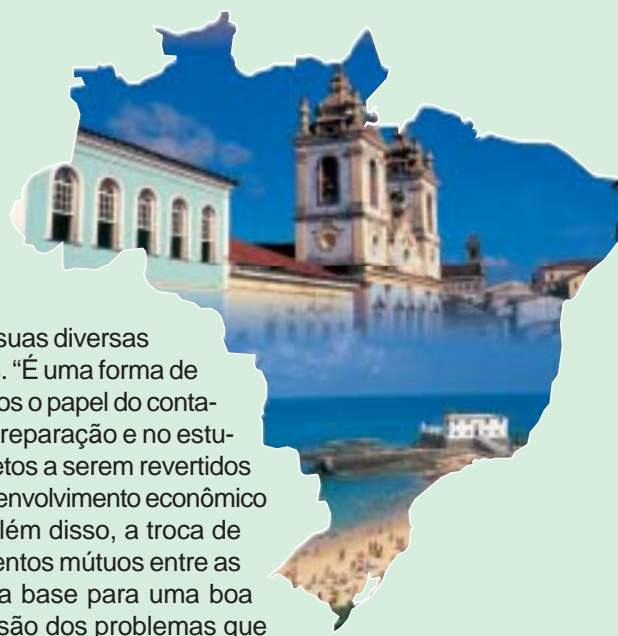 suas diversas
. “É uma forma de
os o papel do conta-
reparação e no estu-
etos a serem revertidos
envolvimento econômico
lém disso, a troca de
entos mútuos entre as
a base para uma boa
são dos problemas que